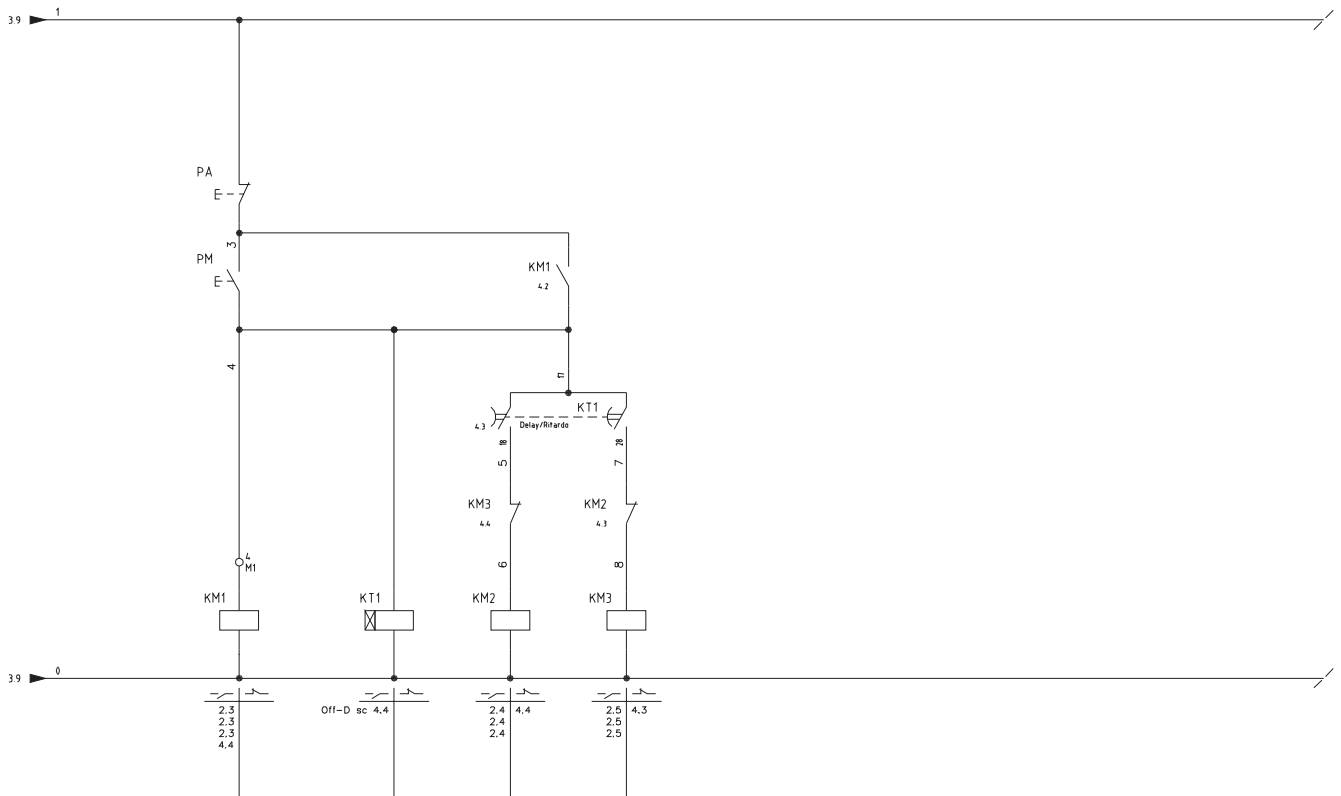 3.9 1
PA
3
PM
KM1
4.2
4
17
KT1
4.3 Delay/Ritardo
18 28
5 7
KM3 KM2
4.4 4.3
4
M1
6 8
KM1 KT1 KM2 KM3
3.9 0
2.3 Off-D sc 4.4 2.4 4.4 2.5 4.3
2.3 2.4 2.5
2.3 2.4 2.5
4.4